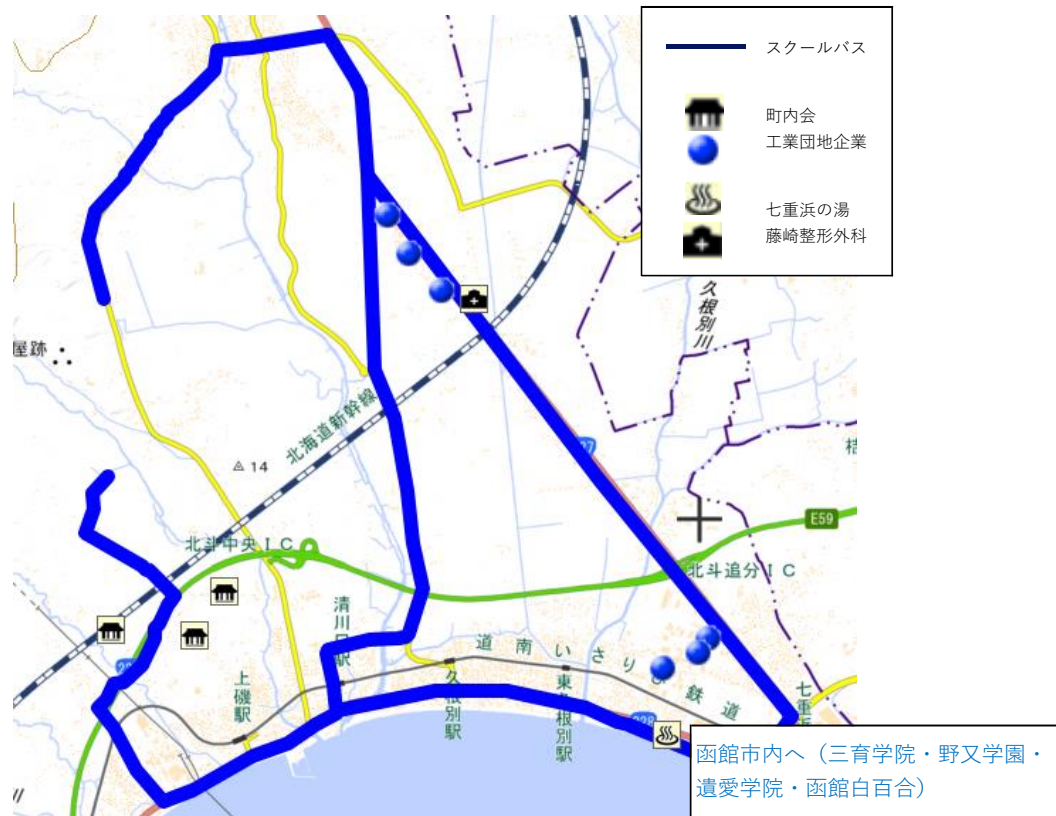 スクールバス
町内会
工業団地企業
七重浜の湯
藤崎整形外科
久根別川
屋跡
北海道新幹線
14
27
桔
E59
北斗中央IC
北斗追分IC
清川口駅
道南いさりび鉄道
上磯駅
久根別駅
東久根別駅
七重浜
228
函館市内へ(三育学院・野又学園・
遺愛学院・函館白百合)